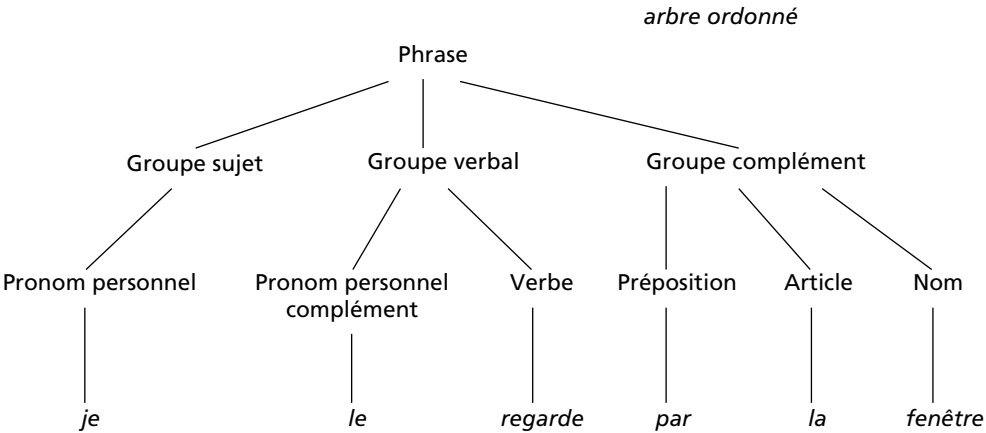 arbre ordonné
Phrase
Groupe sujet
Groupe verbal
Groupe complément
Pronom personnel
Pronom personnel
complément
Verbe
Préposition
Article
Nom
je
le
regarde
par
la
fenêtre